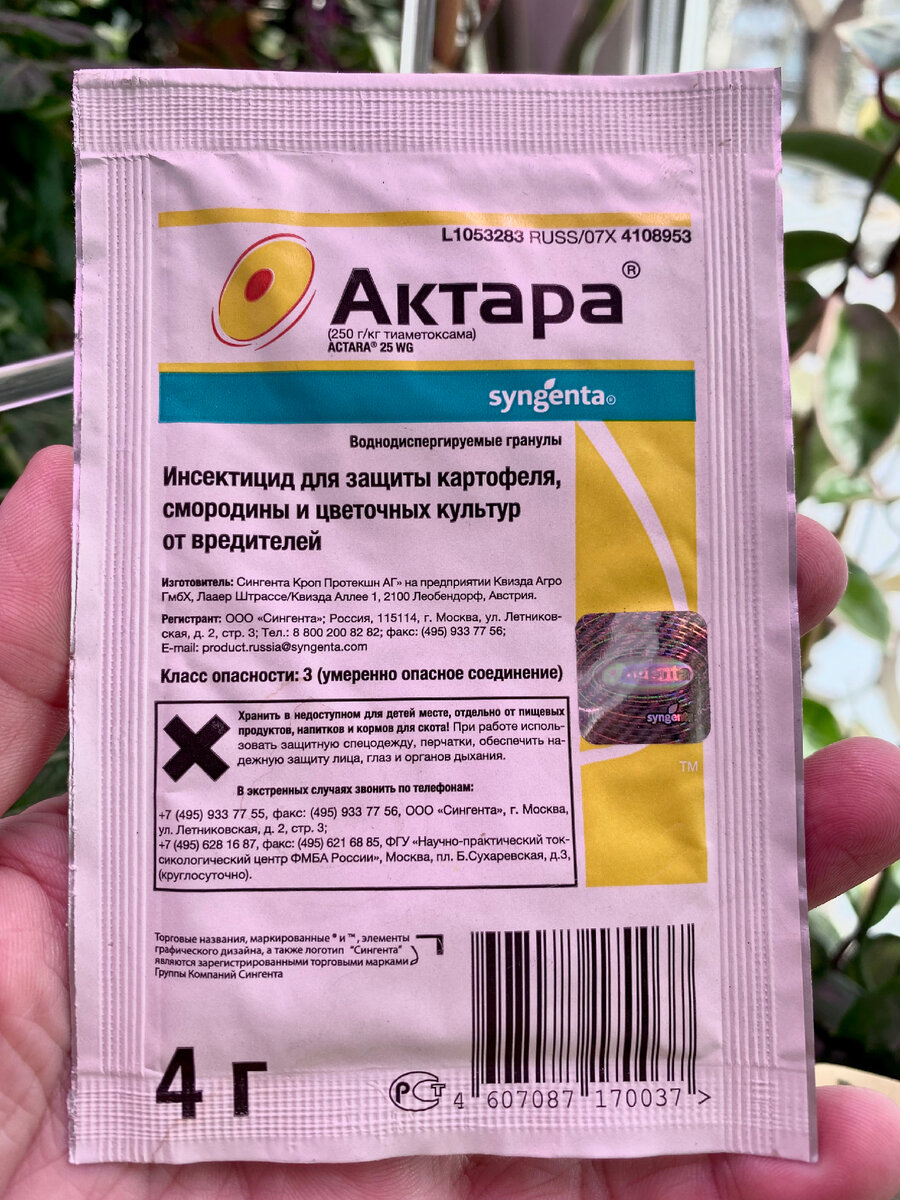 L1053283 RUSS/07X 4108953
Актара®
(250 г/кг тиаметоксама)
ACTARA® 25 WG
syngenta®
Воднодиспергируемые гранулы
Инсектицид для защиты картофеля,
смородины и цветочных культур
от вредителей
Изготовитель: Сингента Кроп Протекшн АГ» на предприятии Квизда Агро
ГмбХ, Лааер Штрассе/Квизда Аллее 1, 2100 Леобендорф, Австрия.
Регистрант: ООО «Сингента»; Россия, 115114, г. Москва, ул. Летников-
ская, д. 2, стр. 3; Тел.: 8 800 200 82 82; факс: (495) 933 77 56;
E-mail: product.russia@syngenta.com
Класс опасности: 3 (умеренно опасное соединение)
syngenta
synger
TM
Хранить в недоступном для детей месте, отдельно от пищевых
продуктов, напитков и кормов для скота! При работе исполь-
зовать защитную спецодежду, перчатки, обеспечить на-
дежную защиту лица, глаз и органов дыхания.
В экстренных случаях звонить по телефонам:
+7 (495) 933 77 55, факс: (495) 933 77 56, ООО «Сингента», г. Москва,
ул. Летниковская, д. 2, стр. 3;
+7 (495) 628 16 87, факс: (495) 621 68 85, ФГУ «Научно-практический ток-
сикологический центр ФМБА России», Москва, пл. Б.Сухаревская, д.3,
(круглосуточно).
Торговые названия, маркированные ® и ™, элементы
графического дизайна, а также логотип "Сингента"
являются зарегистрированными торговыми марками
Группы Компаний Сингента
4 г
РСТ
4 607087 170037 >